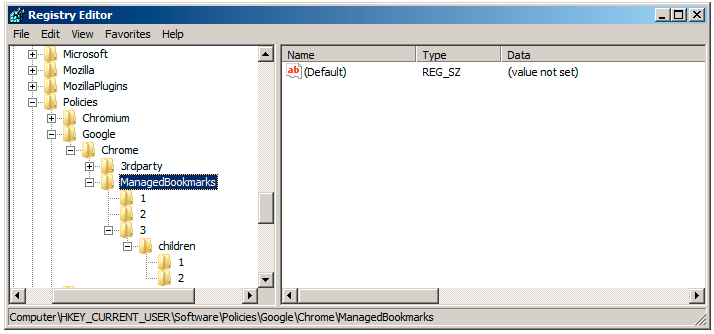 Registry Editor
File Edit View Favorites Help
Microsoft
Mozilla
MozillaPlugins
Policies
Chromium
Google
Chrome
3rdparty
ManagedBookmarks
1
2
3
children
1
2
Name Type Data
ab (Default) REG_SZ (value not set)
Computer\HKEY_CURRENT_USER\Software\Policies\Google\Chrome\ManagedBookmarks